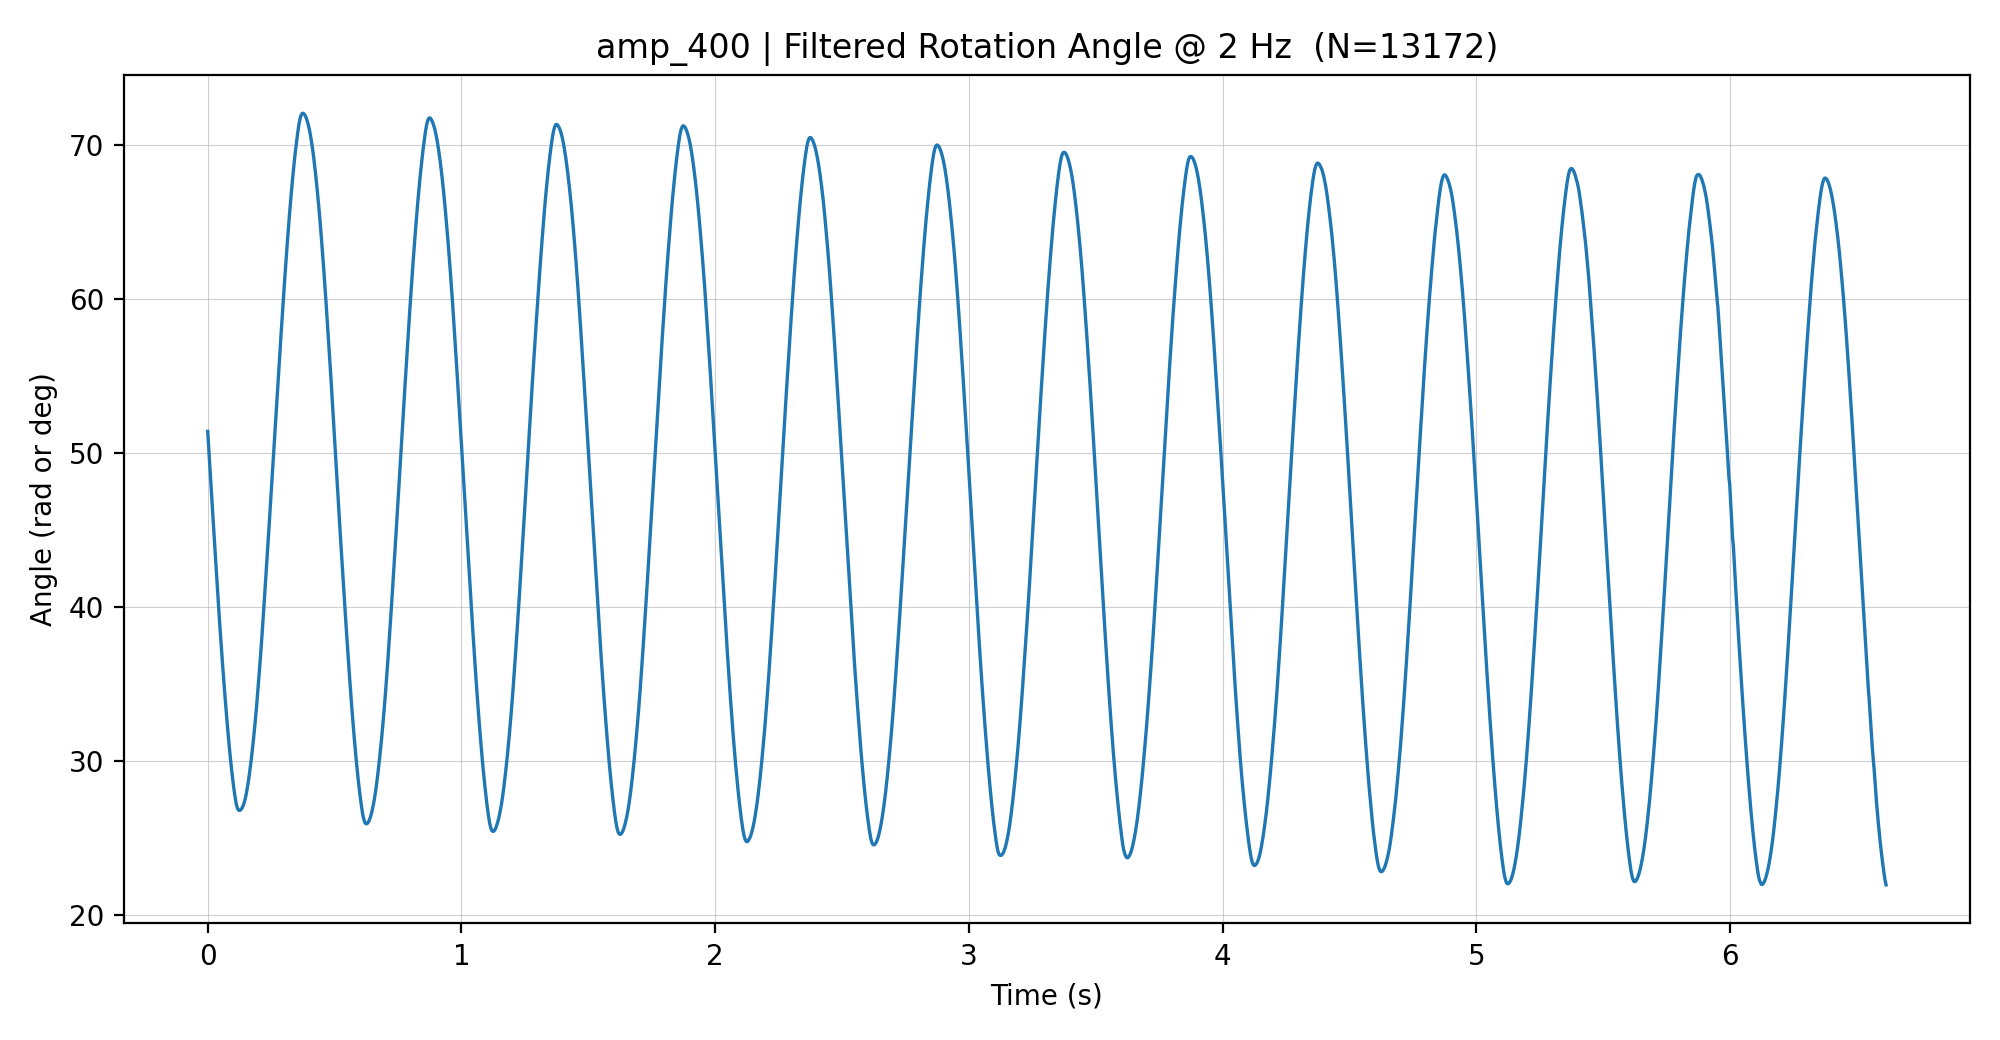 amp_400 | Filtered Rotation Angle @ 2 Hz  (N=13172)
Angle (rad or deg)
70
60
50
40
30
20
0 1 2 3 4 5 6
Time (s)